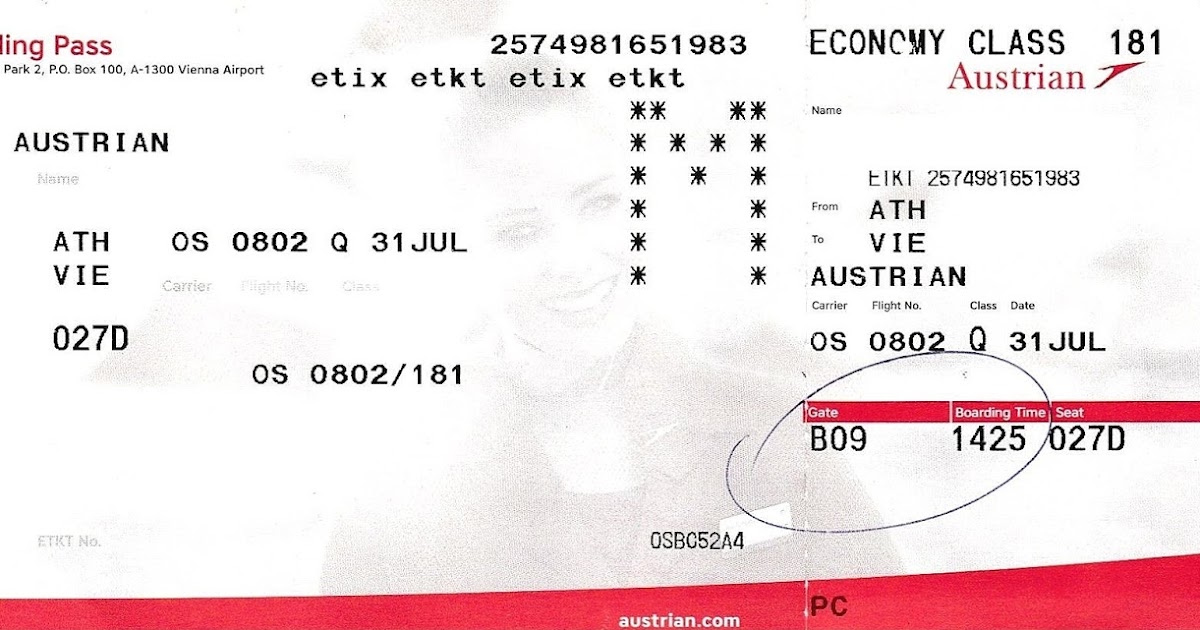 ling Pass
Park 2, P.O. Box 100, A-1300 Vienna Airport
2574981651983
etix etkt etix etkt
AUSTRIAN
Name
ATH OS 0802 Q 31JUL
VIE
Carrier Flight No. Class
027D
OS 0802/181
ETKT No.
OSBC52A4
austrian.com
ECONOMY CLASS 181
Austrian
Name
ETKT 2574981651983
From ATH
To VIE
AUSTRIAN
Carrier Flight No. Class Date
OS 0802 Q 31JUL
Gate Boarding Time Seat
B09 1425 027D
PC